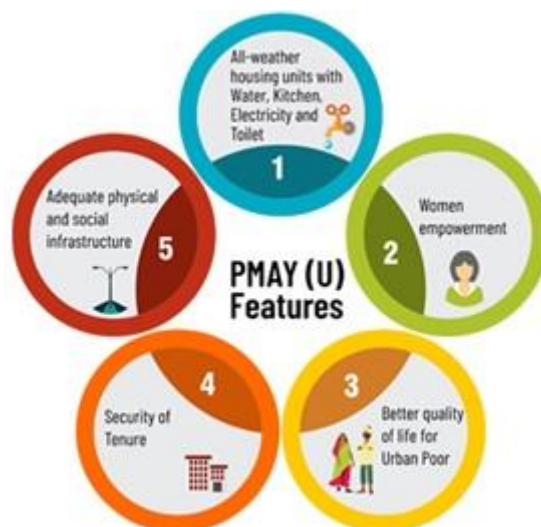 All-weather
housing units with
Water, Kitchen,
Electricity and
Toilet
1
Women
empowerment
2
Better quality
of life for
Urban Poor
3
Security of
Tenure
4
Adequate physical
and social
infrastructure
5
PMAY (U)
Features